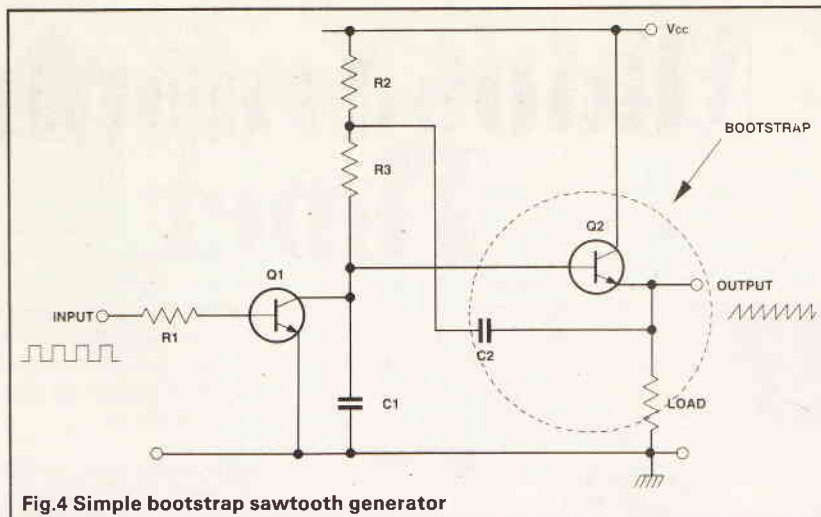 Vcc
R2
BOOTSTRAP
R3
Q2
Q1
OUTPUT
INPUT
R1
C2
C1
LOAD
Fig.4 Simple bootstrap sawtooth generator